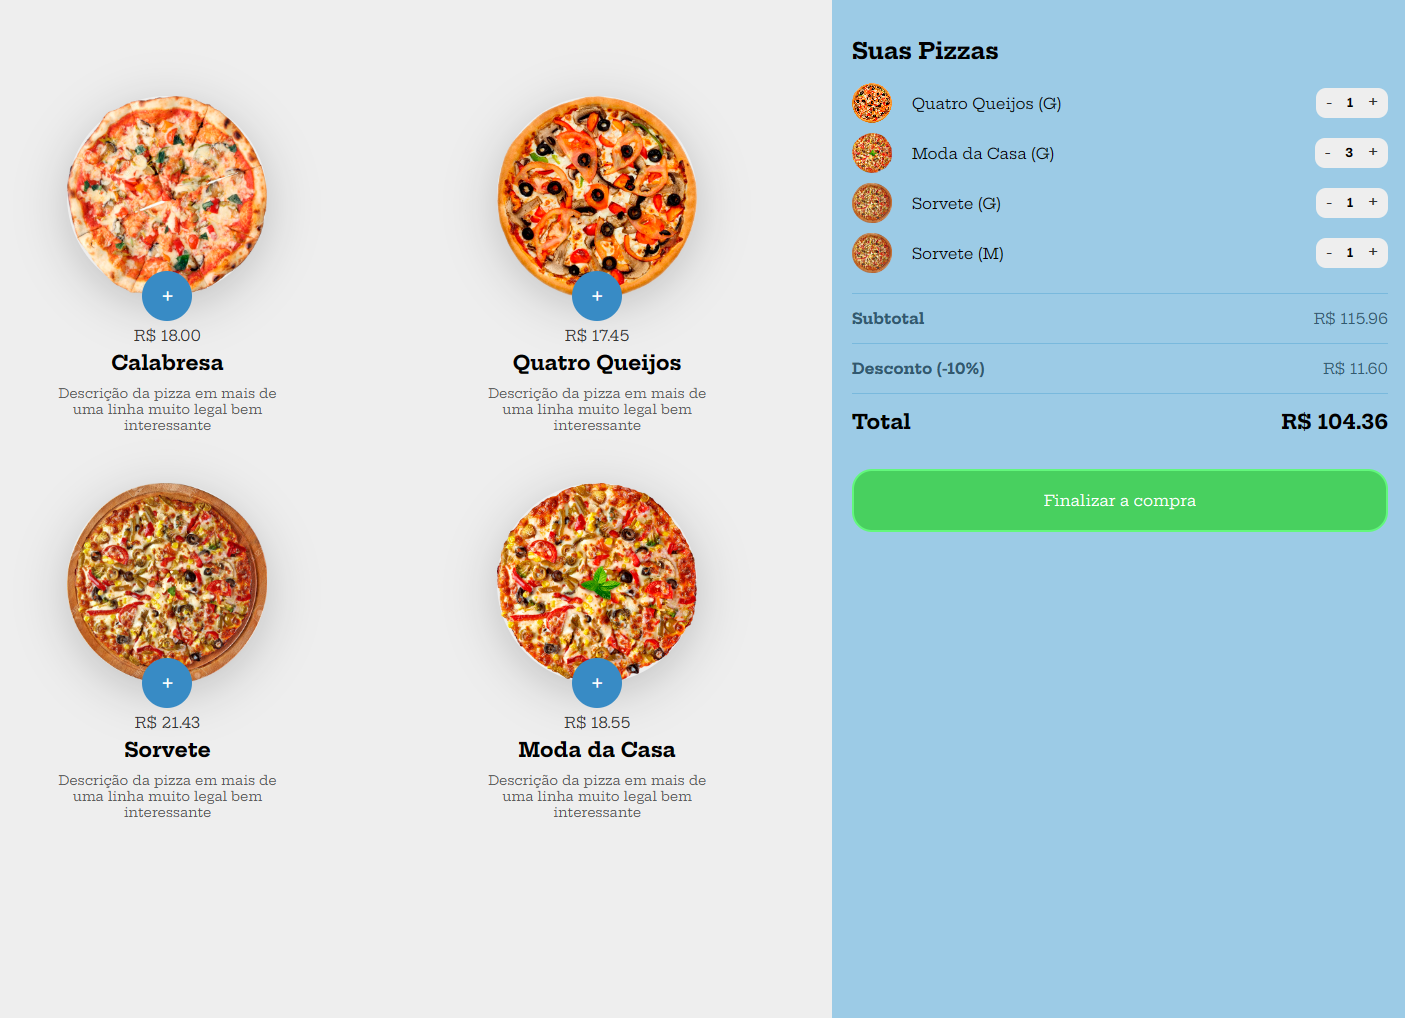 +
R$ 18.00
Calabresa
Descrição da pizza em mais de
uma linha muito legal bem
interessante
+
R$ 17.45
Quatro Queijos
Descrição da pizza em mais de
uma linha muito legal bem
interessante
+
R$ 21.43
Sorvete
Descrição da pizza em mais de
uma linha muito legal bem
interessante
+
R$ 18.55
Moda da Casa
Descrição da pizza em mais de
uma linha muito legal bem
interessante
Suas Pizzas
Quatro Queijos (G) - 1 +
Moda da Casa (G) - 3 +
Sorvete (G) - 1 +
Sorvete (M) - 1 +
Subtotal R$ 115.96
Desconto (-10%) R$ 11.60
Total R$ 104.36
Finalizar a compra